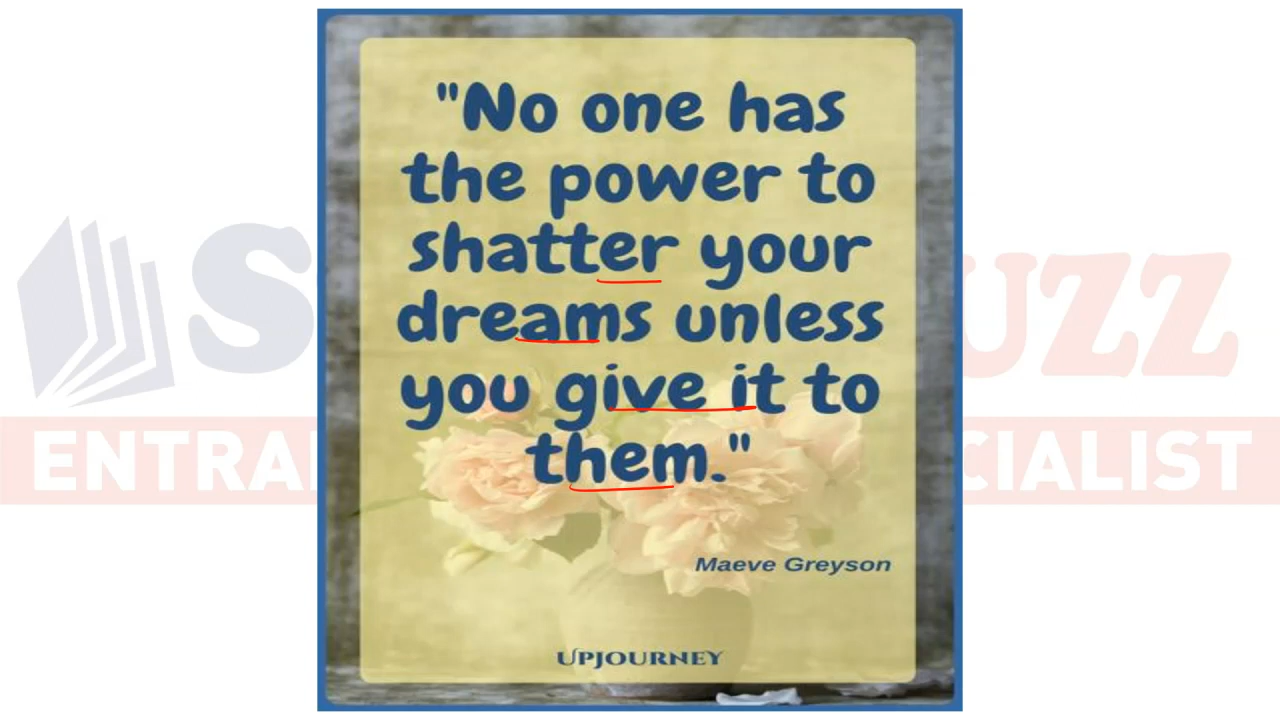 "No one has
the power to
shatter your
dreams unless
you give it to
them."
Maeve Greyson
UPJOURNEY